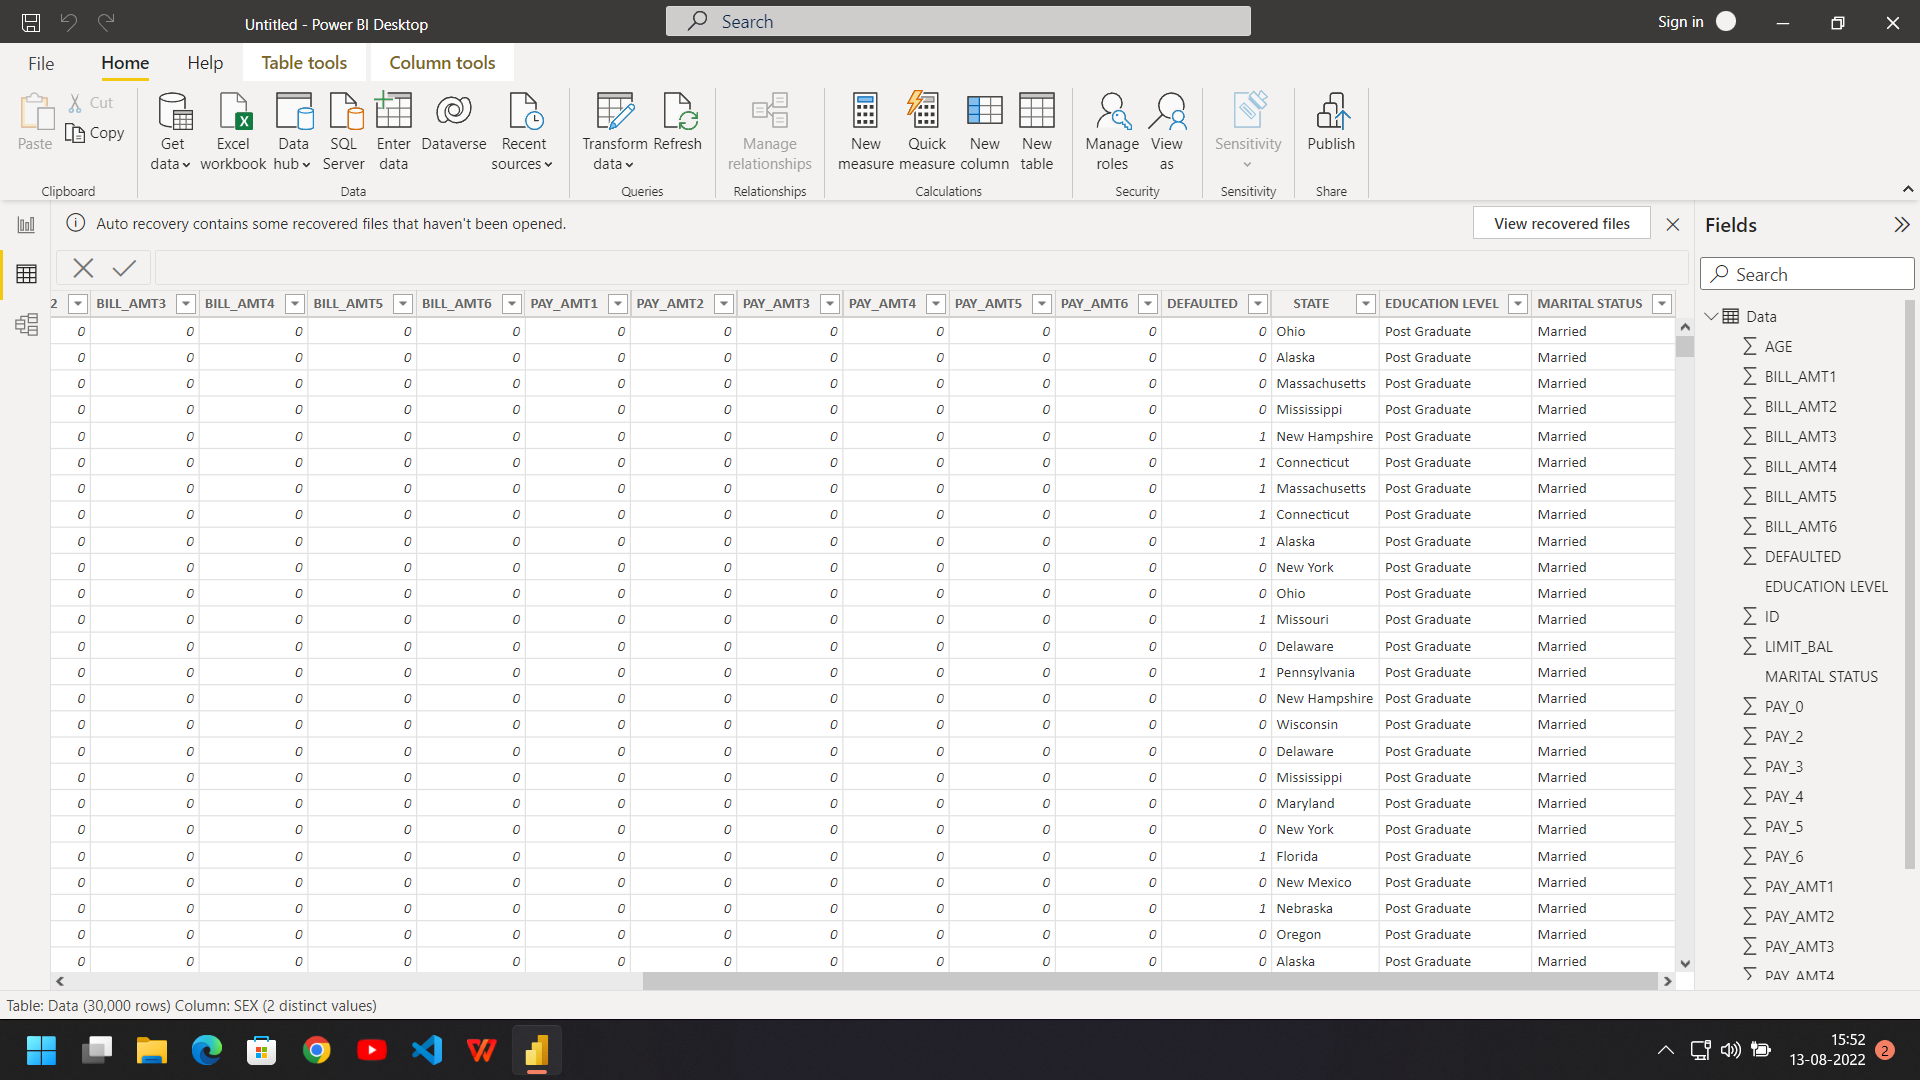 Untitled - Power BI Desktop
Search
Sign in
File Home Help Table tools Column tools
Paste Cut Copy
Get data Excel workbook Data hub SQL Server Enter data Dataverse Recent sources
Transform data Refresh
Manage relationships
New measure Quick measure New column New table
Manage roles View as
Sensitivity
Publish
Clipboard Data Queries Relationships Calculations Security Sensitivity Share
Auto recovery contains some recovered files that haven't been opened. View recovered files
2 BILL_AMT3 BILL_AMT4 BILL_AMT5 BILL_AMT6 PAY_AMT1 PAY_AMT2 PAY_AMT3 PAY_AMT4 PAY_AMT5 PAY_AMT6 DEFAULTED STATE EDUCATION LEVEL MARITAL STATUS
0 0 0 0 0 0 0 0 0 0 0 0 Ohio Post Graduate Married
0 0 0 0 0 0 0 0 0 0 0 0 Alaska Post Graduate Married
0 0 0 0 0 0 0 0 0 0 0 0 Massachusetts Post Graduate Married
0 0 0 0 0 0 0 0 0 0 0 0 Mississippi Post Graduate Married
0 0 0 0 0 0 0 0 0 0 0 1 New Hampshire Post Graduate Married
0 0 0 0 0 0 0 0 0 0 0 1 Connecticut Post Graduate Married
0 0 0 0 0 0 0 0 0 0 0 1 Massachusetts Post Graduate Married
0 0 0 0 0 0 0 0 0 0 0 1 Connecticut Post Graduate Married
0 0 0 0 0 0 0 0 0 0 0 1 Alaska Post Graduate Married
0 0 0 0 0 0 0 0 0 0 0 0 New York Post Graduate Married
0 0 0 0 0 0 0 0 0 0 0 0 Ohio Post Graduate Married
0 0 0 0 0 0 0 0 0 0 0 1 Missouri Post Graduate Married
0 0 0 0 0 0 0 0 0 0 0 0 Delaware Post Graduate Married
0 0 0 0 0 0 0 0 0 0 0 1 Pennsylvania Post Graduate Married
0 0 0 0 0 0 0 0 0 0 0 0 New Hampshire Post Graduate Married
0 0 0 0 0 0 0 0 0 0 0 0 Wisconsin Post Graduate Married
0 0 0 0 0 0 0 0 0 0 0 0 Delaware Post Graduate Married
0 0 0 0 0 0 0 0 0 0 0 0 Mississippi Post Graduate Married
0 0 0 0 0 0 0 0 0 0 0 0 Maryland Post Graduate Married
0 0 0 0 0 0 0 0 0 0 0 0 New York Post Graduate Married
0 0 0 0 0 0 0 0 0 0 0 1 Florida Post Graduate Married
0 0 0 0 0 0 0 0 0 0 0 0 New Mexico Post Graduate Married
0 0 0 0 0 0 0 0 0 0 0 1 Nebraska Post Graduate Married
0 0 0 0 0 0 0 0 0 0 0 0 Oregon Post Graduate Married
0 0 0 0 0 0 0 0 0 0 0 0 Alaska Post Graduate Married
Fields
Search
Data
AGE
BILL_AMT1
BILL_AMT2
BILL_AMT3
BILL_AMT4
BILL_AMT5
BILL_AMT6
DEFAULTED
EDUCATION LEVEL
ID
LIMIT_BAL
MARITAL STATUS
PAY_0
PAY_2
PAY_3
PAY_4
PAY_5
PAY_6
PAY_AMT1
PAY_AMT2
PAY_AMT3
PAY_AMT4
Table: Data (30,000 rows) Column: SEX (2 distinct values)
15:52
13-08-2022
2